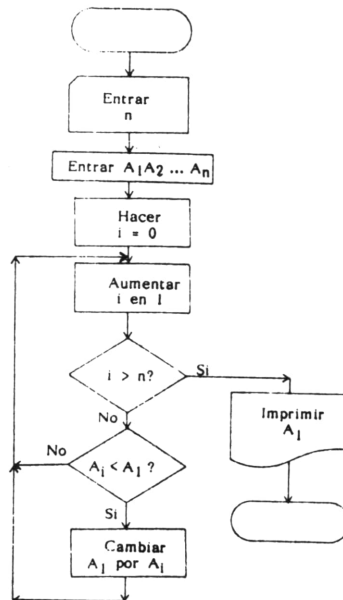 Entrar
n
Entrar A₁A₂ ... Aₙ
Hacer
i = 0
Aumentar
i en 1
i > n?
Si
No
Imprimir
A₁
Aᵢ < A₁ ?
No
Si
Cambiar
A₁ por Aᵢ